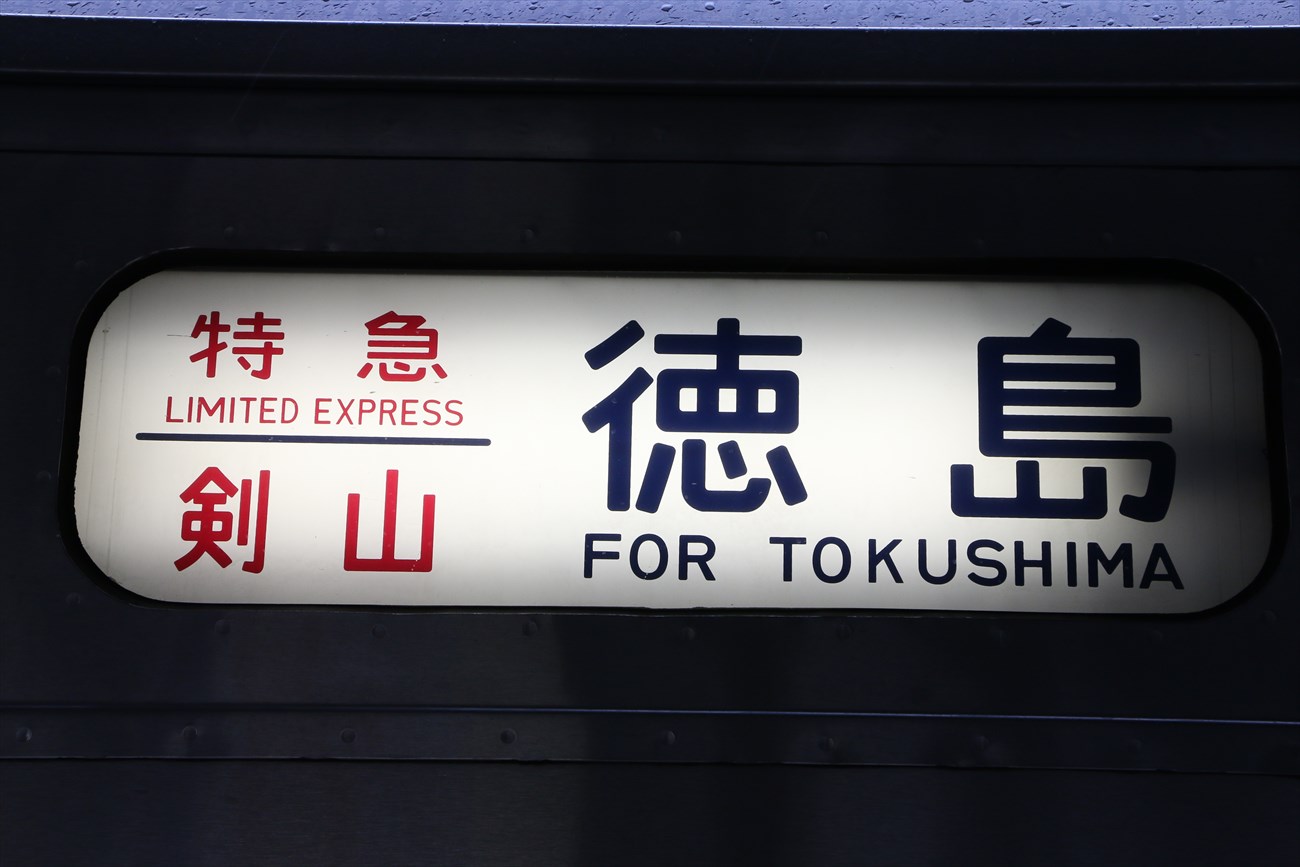 特急
LIMITED EXPRESS
剣山
徳島
FOR TOKUSHIMA